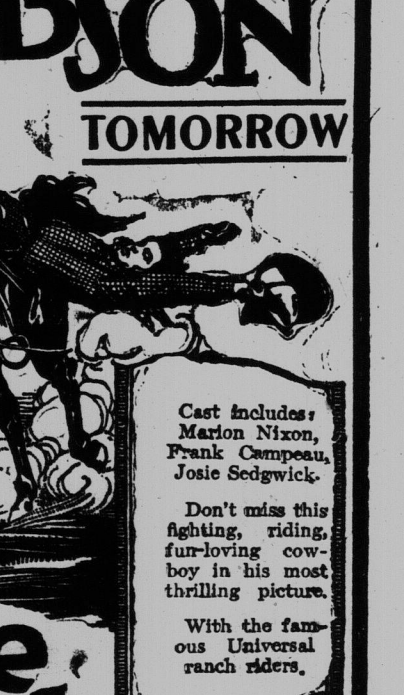 TOMORROW
Cast includes:
Marion Nixon,
Frank Campeau,
Josie Sedgwick.
Don't miss this
fighting, riding,
fun-loving cow-
boy in his most
thrilling picture.
With the fam-
ous Universal
ranch riders.